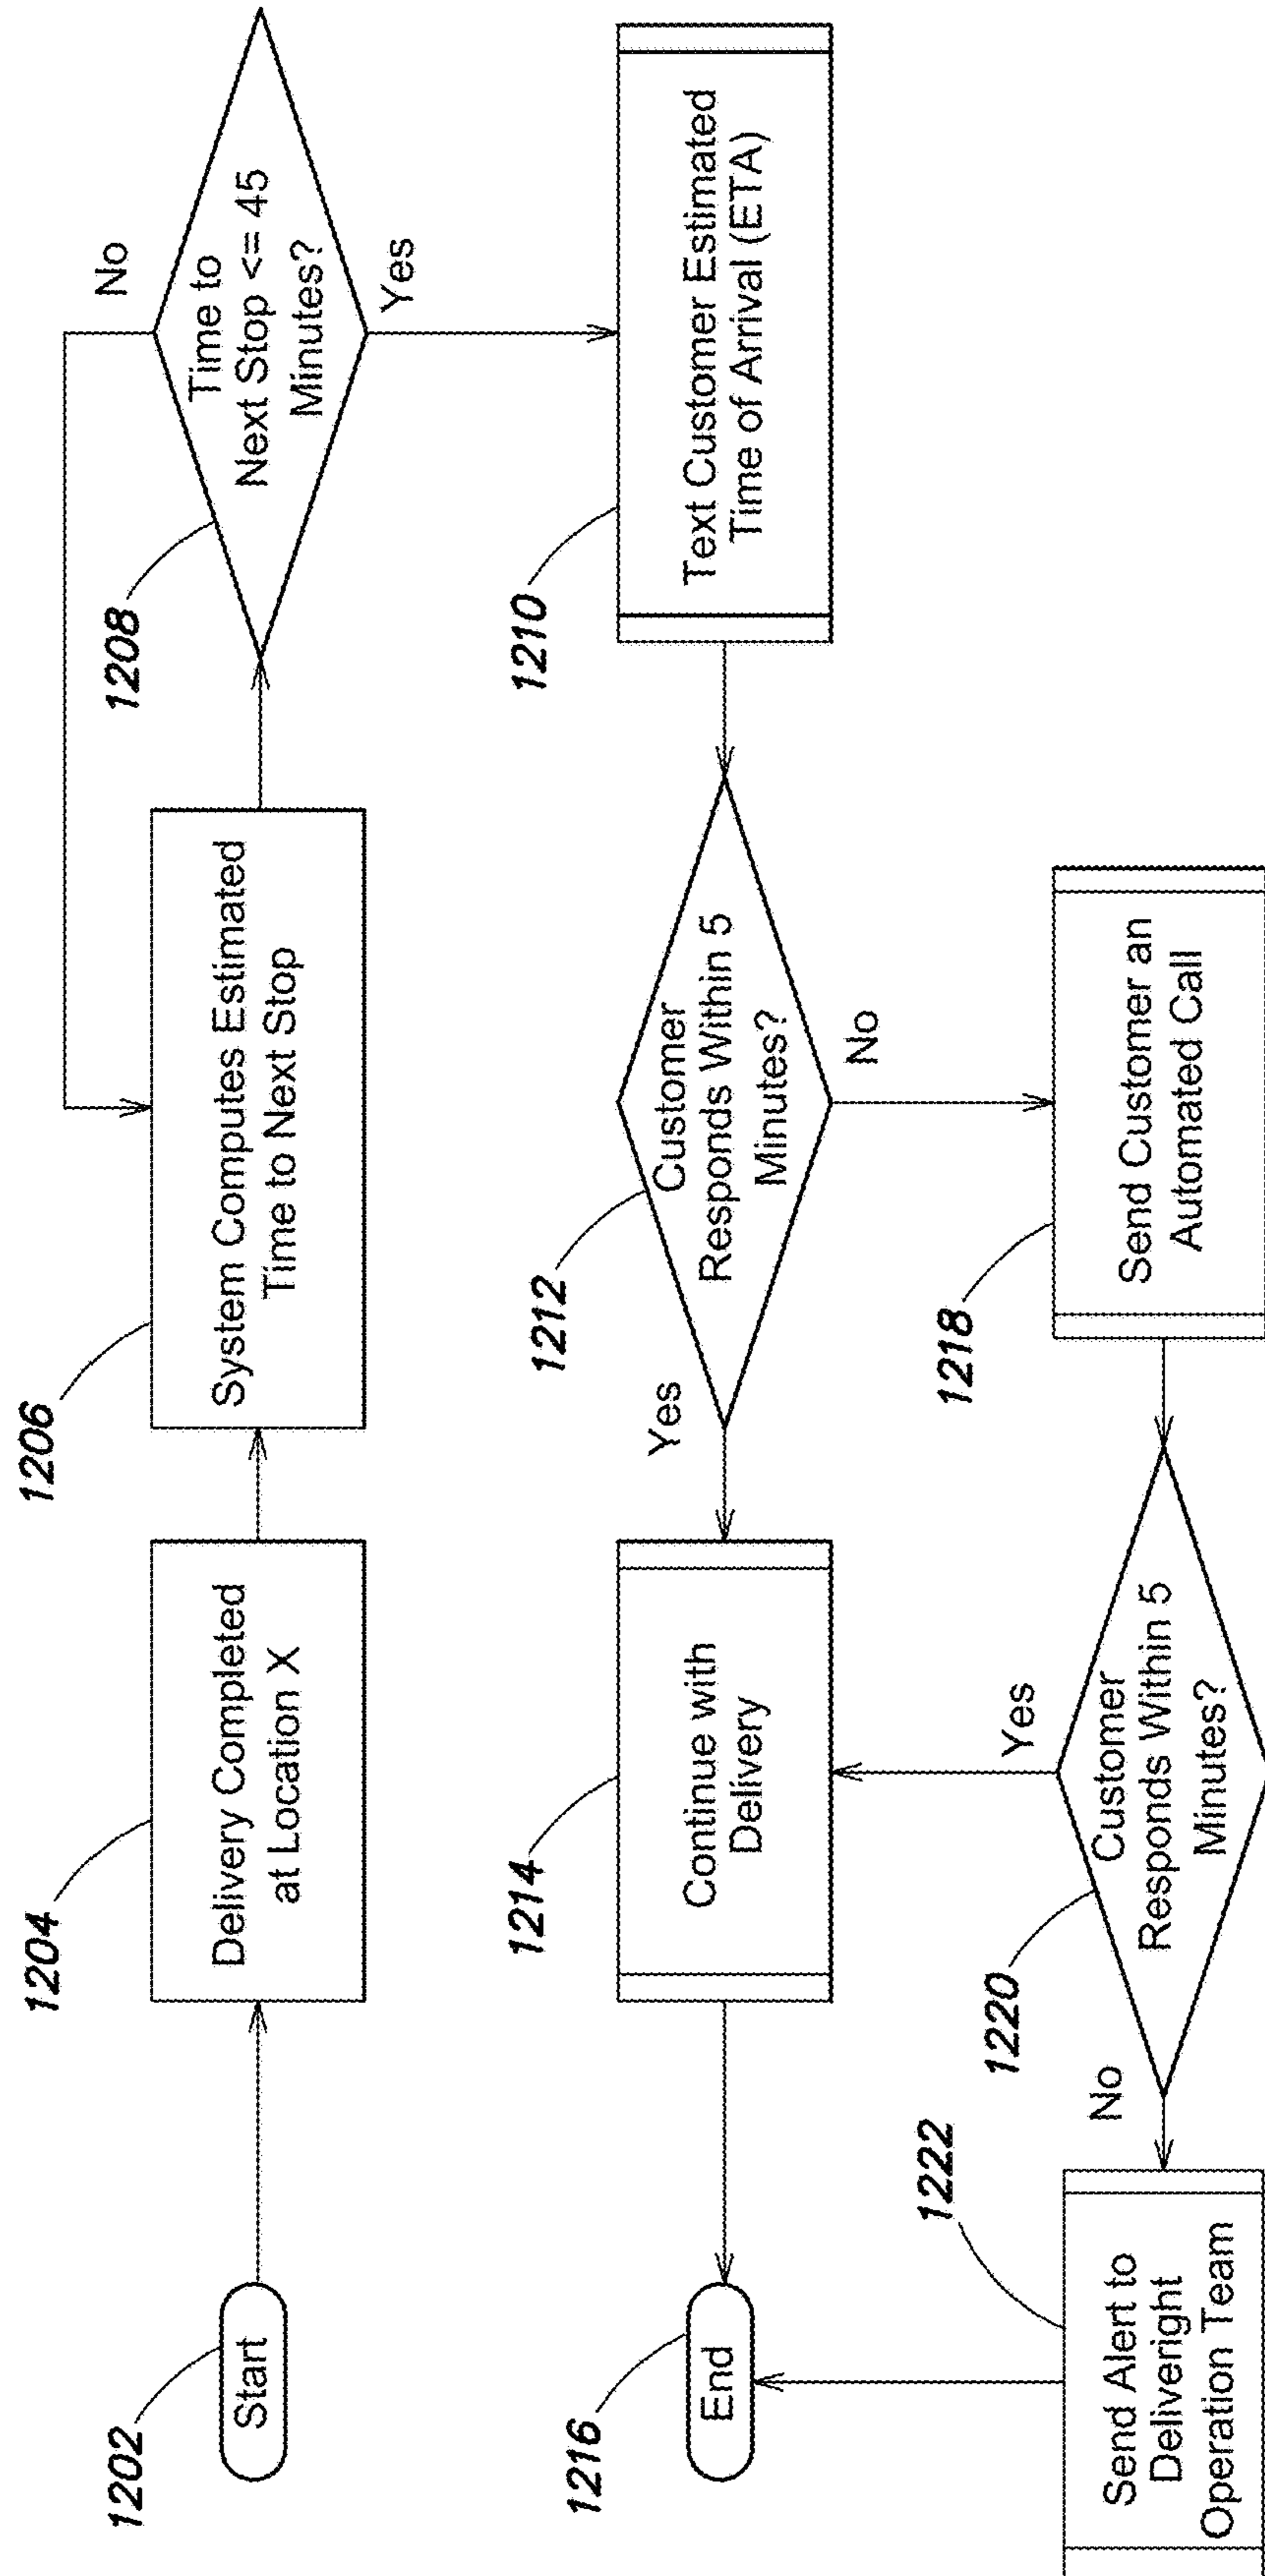 1202
Start
1204
Delivery Completed
at Location X
1206
System Computes Estimated
Time to Next Stop
1208
Time to
Next Stop <= 45
Minutes?
No
Yes
1210
Text Customer Estimated
Time of Arrival (ETA)
1212
Customer
Responds Within 5
Minutes?
Yes
No
1214
Continue with
Delivery
1216
End
1218
Send Customer an
Automated Call
1220
Customer
Responds Within 5
Minutes?
Yes
No
1222
Send Alert to
Deliveright
Operation Team